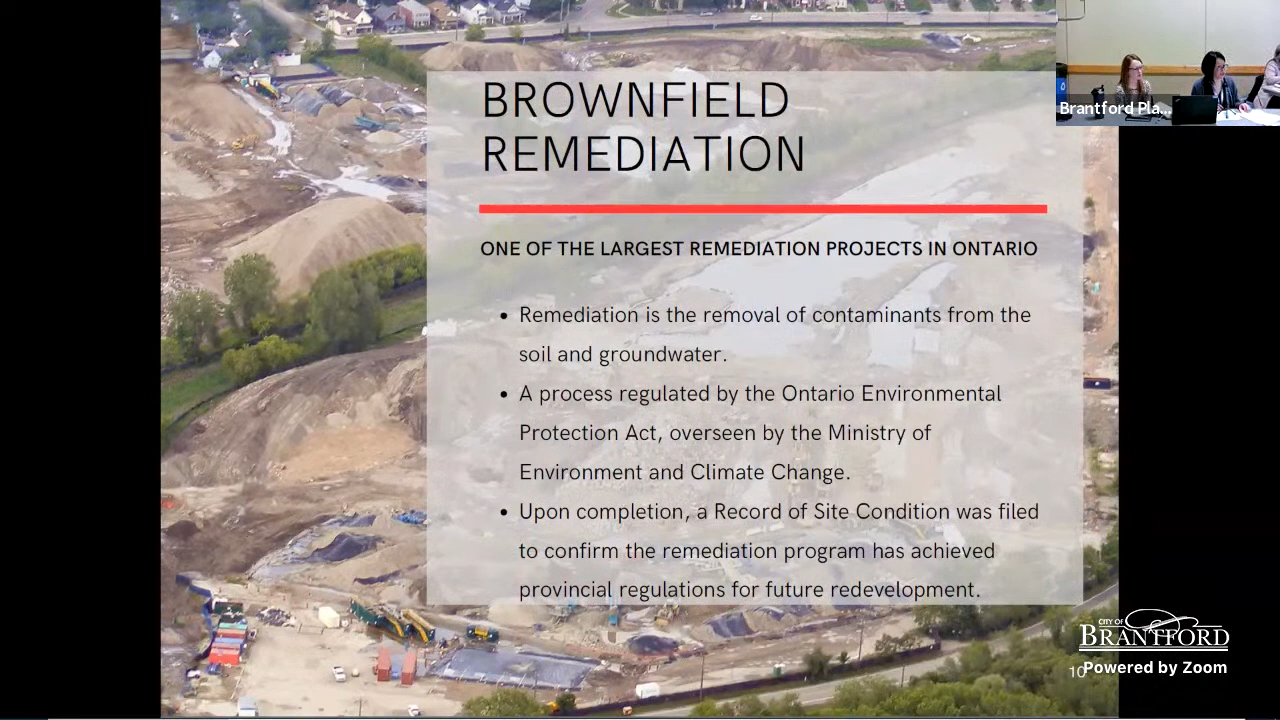 BROWNFIELD
REMEDIATION
ONE OF THE LARGEST REMEDIATION PROJECTS IN ONTARIO
• Remediation is the removal of contaminants from the
soil and groundwater.
• A process regulated by the Ontario Environmental
Protection Act, overseen by the Ministry of
Environment and Climate Change.
• Upon completion, a Record of Site Condition was filed
to confirm the remediation program has achieved
provincial regulations for future redevelopment.
Brantford Pla...
CITY OF
BRANTFORD
10
Powered by Zoom